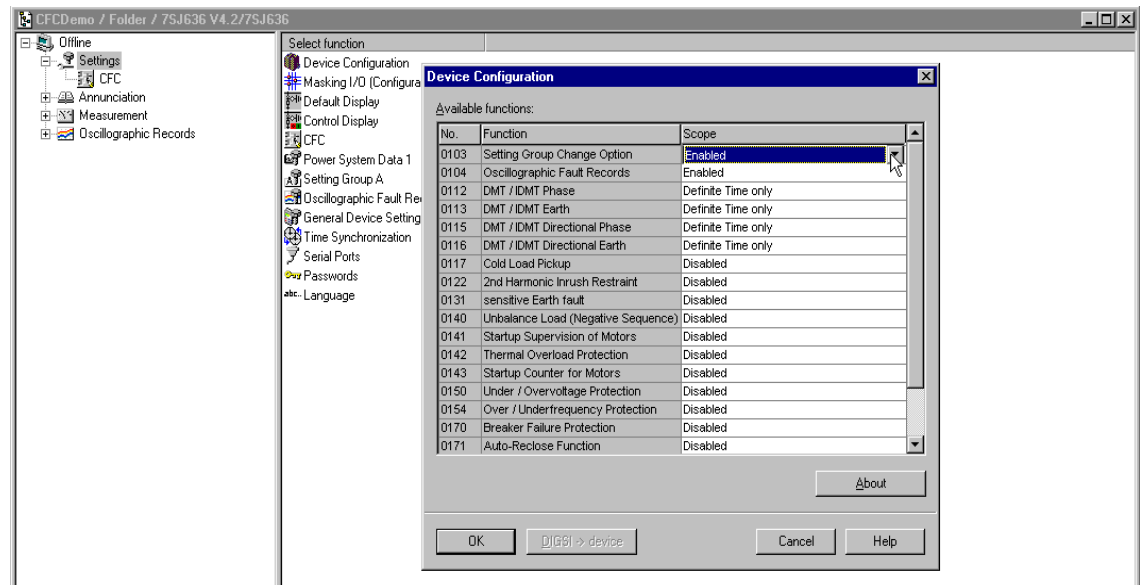 CFCDemo / Folder / 7SJ636 V4.2/7SJ636
Offline
Settings
CFC
Annunciation
Measurement
Oscillographic Records
Select function
Device Configuration
Masking I/O (Configura
Default Display
Control Display
CFC
Power System Data 1
Setting Group A
Oscillographic Fault Re
General Device Setting
Time Synchronization
Serial Ports
Passwords
abc.. Language
Device Configuration
Available functions:
No. Function Scope
0103 Setting Group Change Option Enabled
0104 Oscillographic Fault Records Enabled
0112 DMT / IDMT Phase Definite Time only
0113 DMT / IDMT Earth Definite Time only
0115 DMT / IDMT Directional Phase Definite Time only
0116 DMT / IDMT Directional Earth Definite Time only
0117 Cold Load Pickup Disabled
0122 2nd Harmonic Inrush Restraint Disabled
0131 sensitive Earth fault Disabled
0140 Unbalance Load (Negative Sequence) Disabled
0141 Startup Supervision of Motors Disabled
0142 Thermal Overload Protection Disabled
0143 Startup Counter for Motors Disabled
0150 Under / Overvoltage Protection Disabled
0154 Over / Underfrequency Protection Disabled
0170 Breaker Failure Protection Disabled
0171 Auto-Reclose Function Disabled
About
OK DIGSI -> device Cancel Help